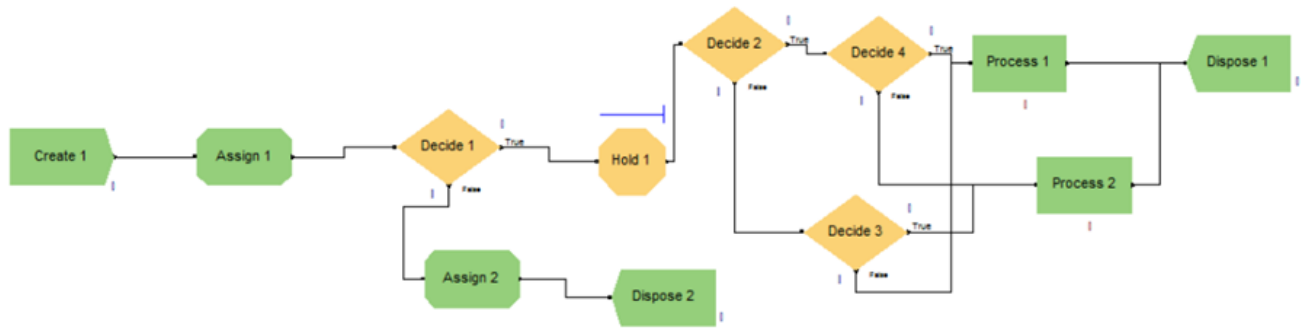 Decide 2
True
False
Decide 4
True
False
Process 1
Dispose 1
Create 1
Assign 1
Decide 1
True
False
Hold 1
Process 2
Decide 3
True
False
Assign 2
Dispose 2